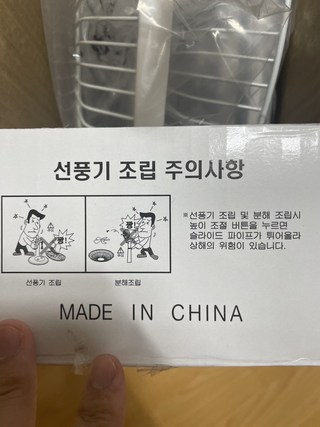 선풍기 조립 주의사항
쾅!
쾅!
※선풍기 조립 및 분해 조립시
높이 조절 버튼을 누르면
슬라이드 파이프가 튀어올라
상해의 위험이 있습니다.
선풍기 조립
분해조립
MADE IN CHINA